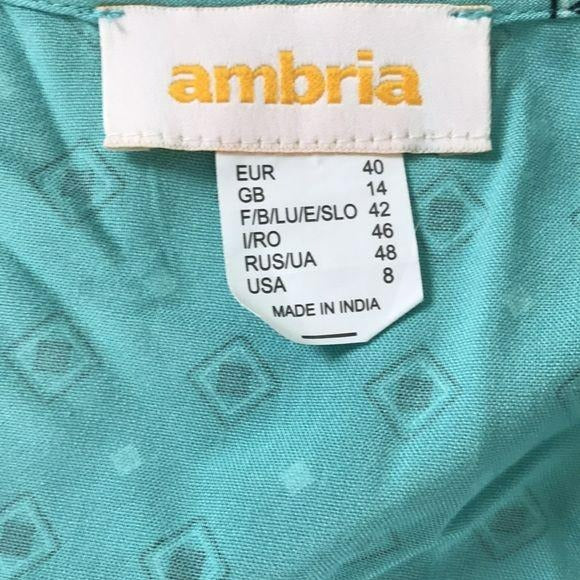 ambria
EUR 40
GB 14
F/B/LU/E/SLO 42
I/RO 46
RUS/UA 48
USA 8
MADE IN INDIA